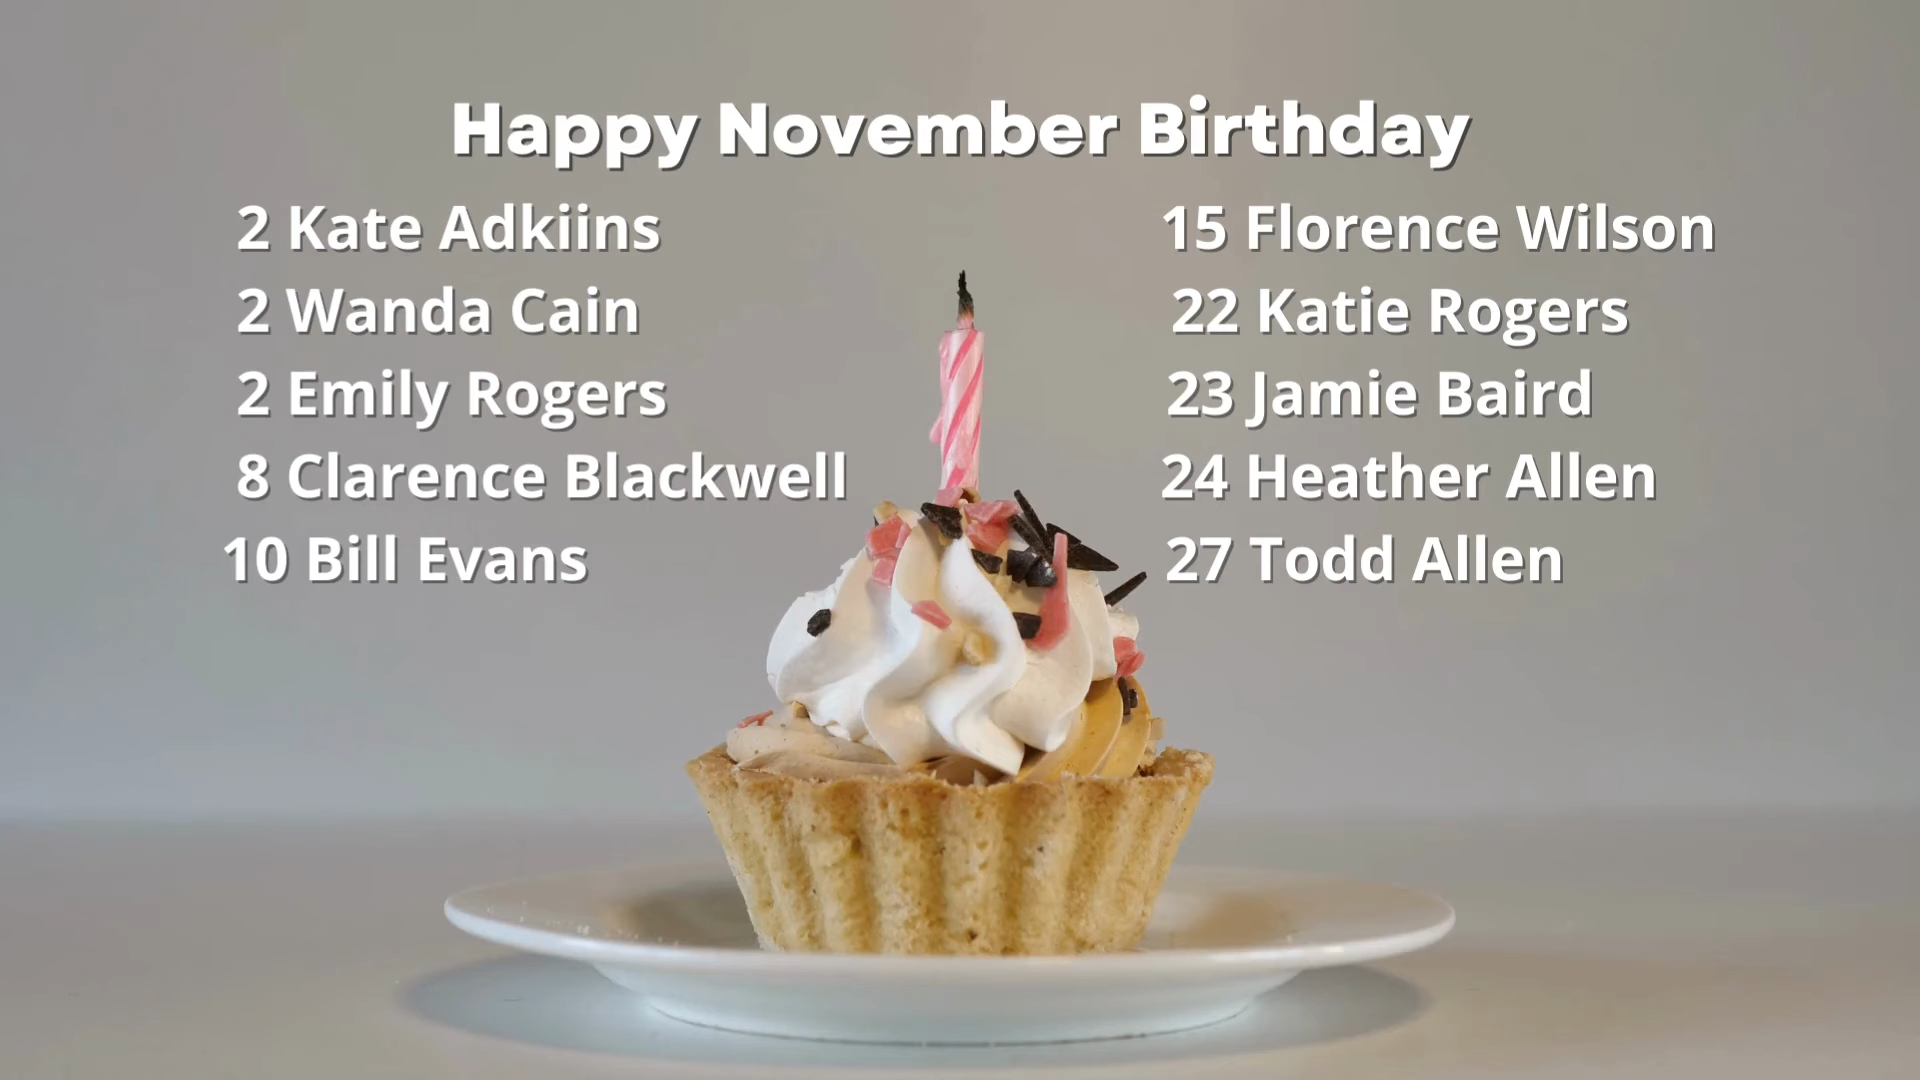 Happy November Birthday
2 Kate Adkiins
2 Wanda Cain
2 Emily Rogers
8 Clarence Blackwell
10 Bill Evans
15 Florence Wilson
22 Katie Rogers
23 Jamie Baird
24 Heather Allen
27 Todd Allen